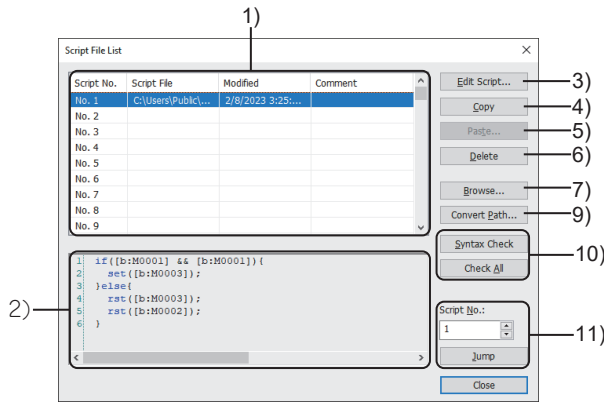 1)
Script File List
Script No. Script File Modified Comment
No. 1 C:\Users\Public\... 2/8/2023 3:25:...
No. 2
No. 3
No. 4
No. 5
No. 6
No. 7
No. 8
No. 9
Edit Script... 3)
Copy 4)
Paste... 5)
Delete 6)
Browse... 7)
Convert Path... 9)
Syntax Check
Check All
10)
2)
1 if([b:M0001] && [b:M0001]){
2 set([b:M0003]);
3 }else{
4 rst([b:M0003]);
5 rst([b:M0002]);
6 }
Script No.:
1
Jump
11)
Close